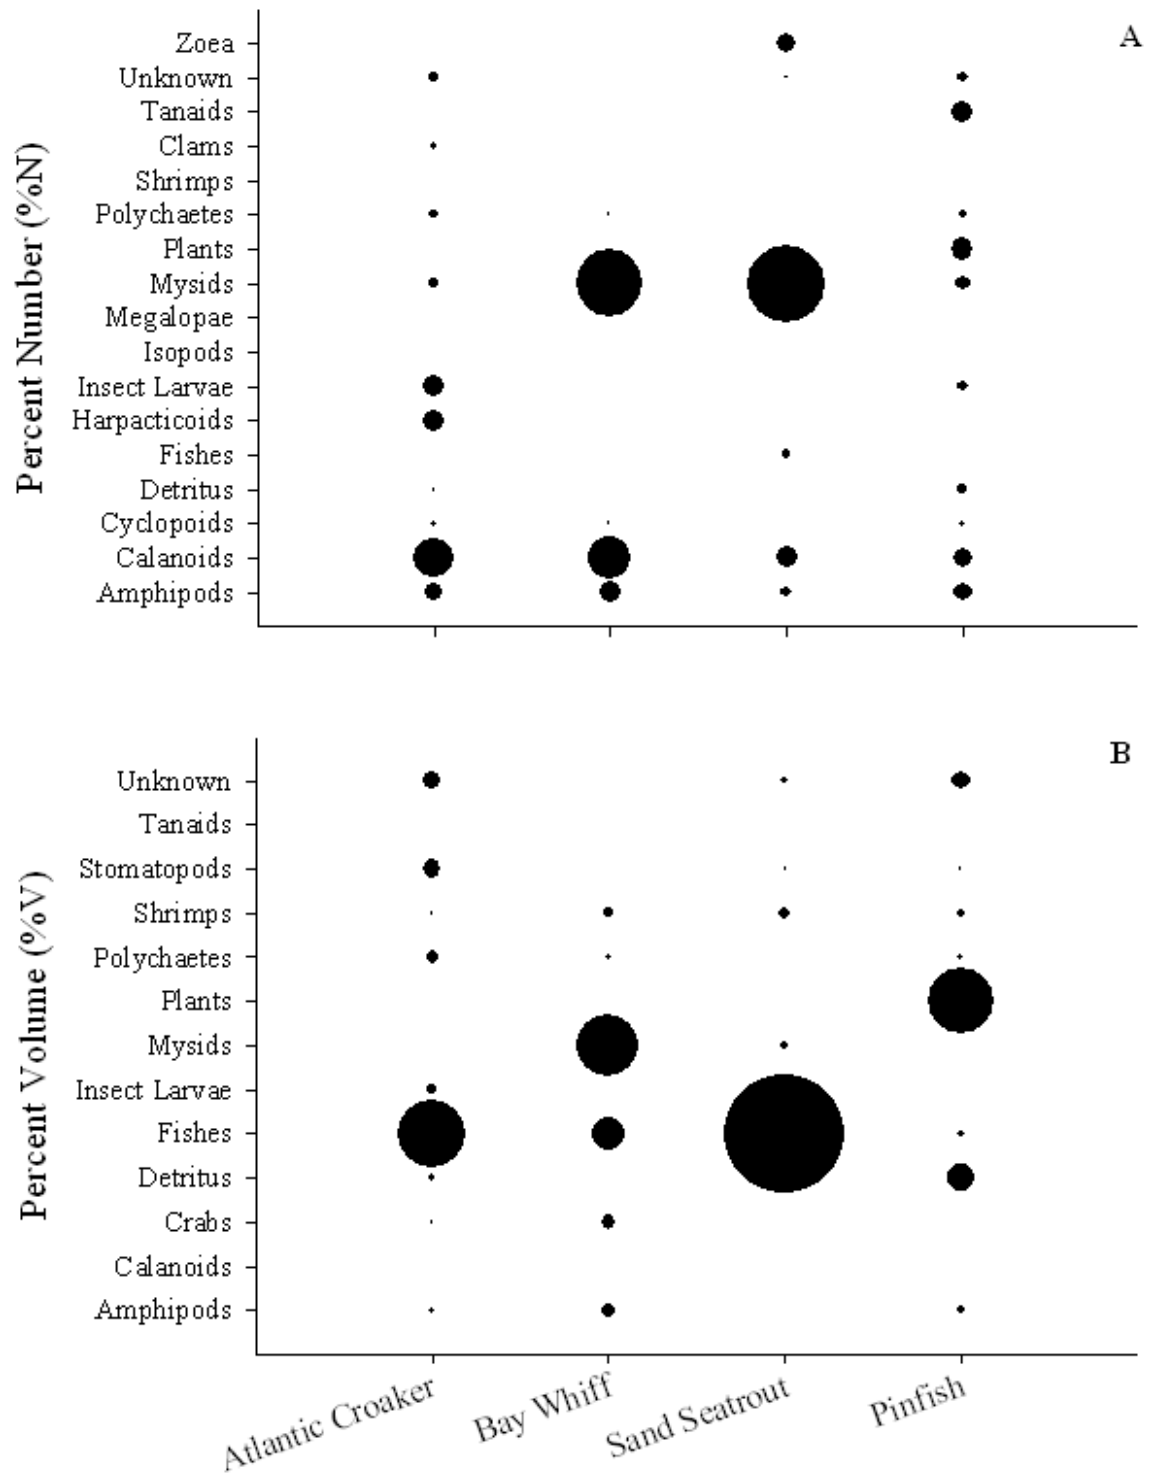 A
Percent Number (%N)
Zoea
Unknown
Tanaids
Clams
Shrimps
Polychaetes
Plants
Mysids
Megalopae
Isopods
Insect Larvae
Harpacticoids
Fishes
Detritus
Cyclopoids
Calanoids
Amphipods
B
Percent Volume (%V)
Unknown
Tanaids
Stomatopods
Shrimps
Polychaetes
Plants
Mysids
Insect Larvae
Fishes
Detritus
Crabs
Calanoids
Amphipods
Atlantic Croaker
Bay Whiff
Sand Seatrout
Pinfish